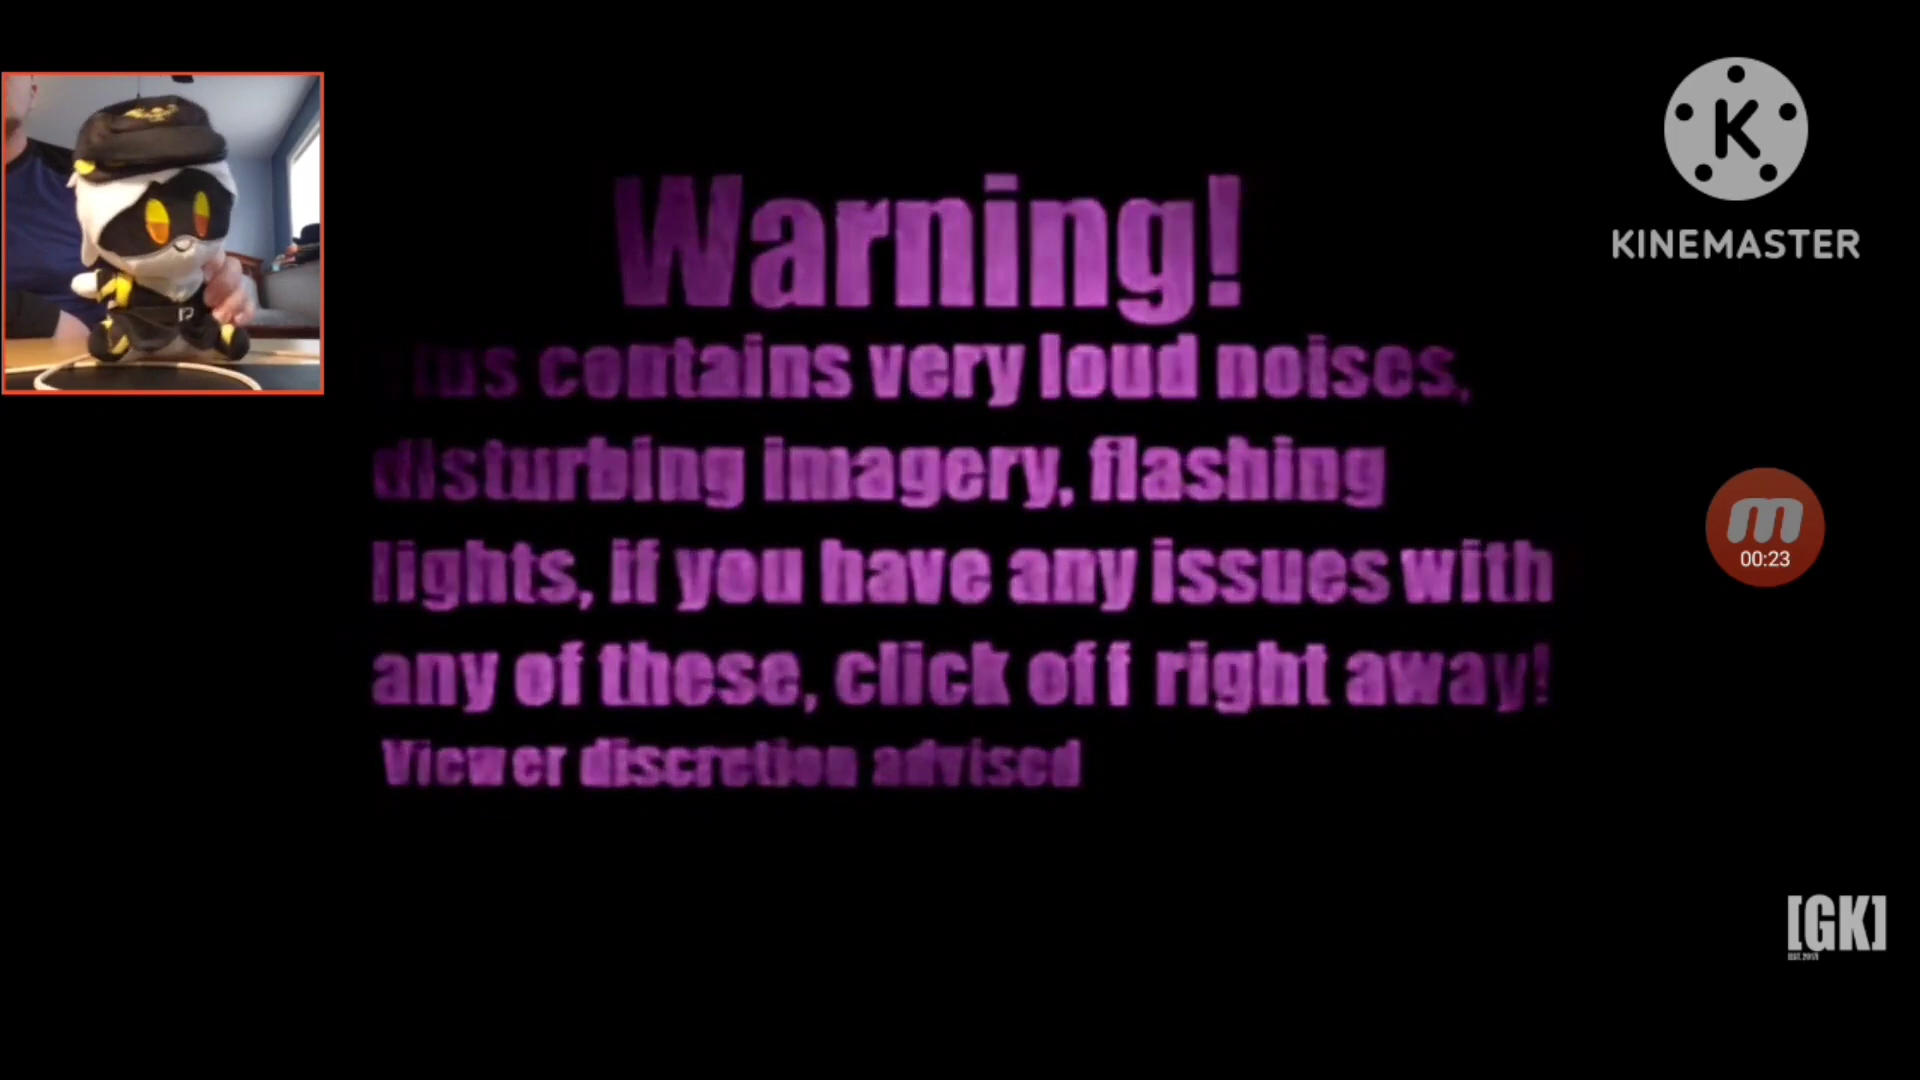 Warning!
contains very loud noises,
disturbing imagery, flashing
lights, if you have any issues with
any of these, click off right away!
Viewer discretion advised
K
KINEMASTER
m
00:23
[GK]